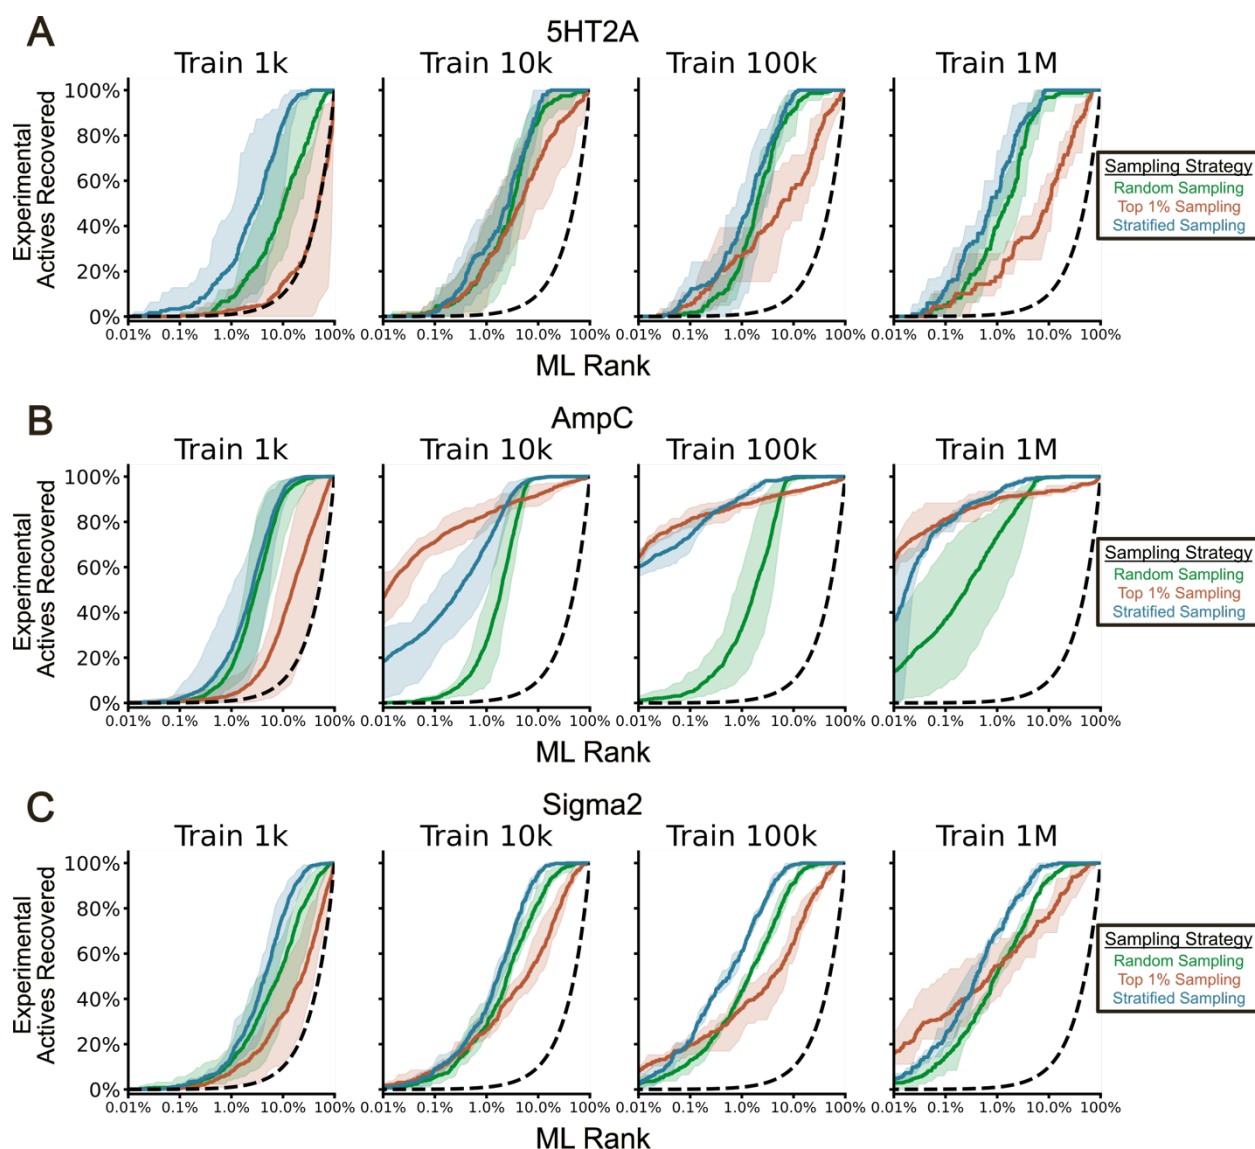 A
5HT2A
Train 1k
Train 10k
Train 100k
Train 1M
Experimental
Actives Recovered
100%
80%
60%
40%
20%
0%
0.01% 0.1% 1.0% 10.0% 100%
0.01% 0.1% 1.0% 10.0% 100%
0.01% 0.1% 1.0% 10.0% 100%
0.01% 0.1% 1.0% 10.0% 100%
ML Rank
Sampling Strategy
Random Sampling
Top 1% Sampling
Stratified Sampling
B
AmpC
Train 1k
Train 10k
Train 100k
Train 1M
Experimental
Actives Recovered
100%
80%
60%
40%
20%
0%
0.01% 0.1% 1.0% 10.0% 100%
0.01% 0.1% 1.0% 10.0% 100%
0.01% 0.1% 1.0% 10.0% 100%
0.01% 0.1% 1.0% 10.0% 100%
ML Rank
Sampling Strategy
Random Sampling
Top 1% Sampling
Stratified Sampling
C
Sigma2
Train 1k
Train 10k
Train 100k
Train 1M
Experimental
Actives Recovered
100%
80%
60%
40%
20%
0%
0.01% 0.1% 1.0% 10.0% 100%
0.01% 0.1% 1.0% 10.0% 100%
0.01% 0.1% 1.0% 10.0% 100%
0.01% 0.1% 1.0% 10.0% 100%
ML Rank
Sampling Strategy
Random Sampling
Top 1% Sampling
Stratified Sampling